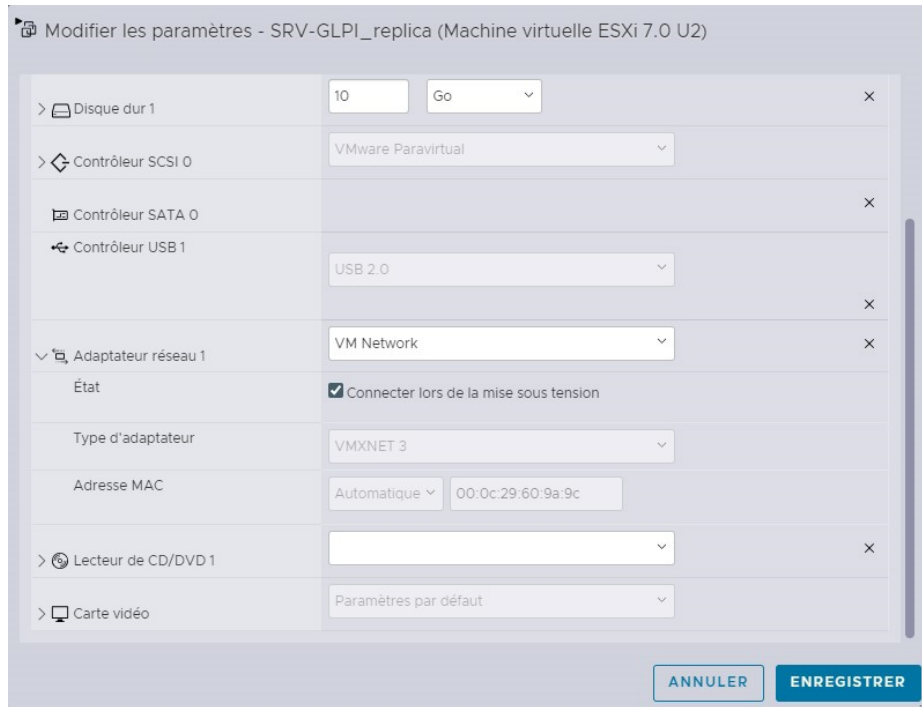 Modifier les paramètres - SRV-GLPI_replica (Machine virtuelle ESXi 7.0 U2)
Disque dur 1
10
Go
Contrôleur SCSI 0
VMware Paravirtual
Contrôleur SATA 0
Contrôleur USB 1
USB 2.0
Adaptateur réseau 1
VM Network
État
Connecter lors de la mise sous tension
Type d'adaptateur
VMXNET 3
Adresse MAC
Automatique
00:0c:29:60:9a:9c
Lecteur de CD/DVD 1
Carte vidéo
Paramètres par défaut
ANNULER
ENREGISTRER